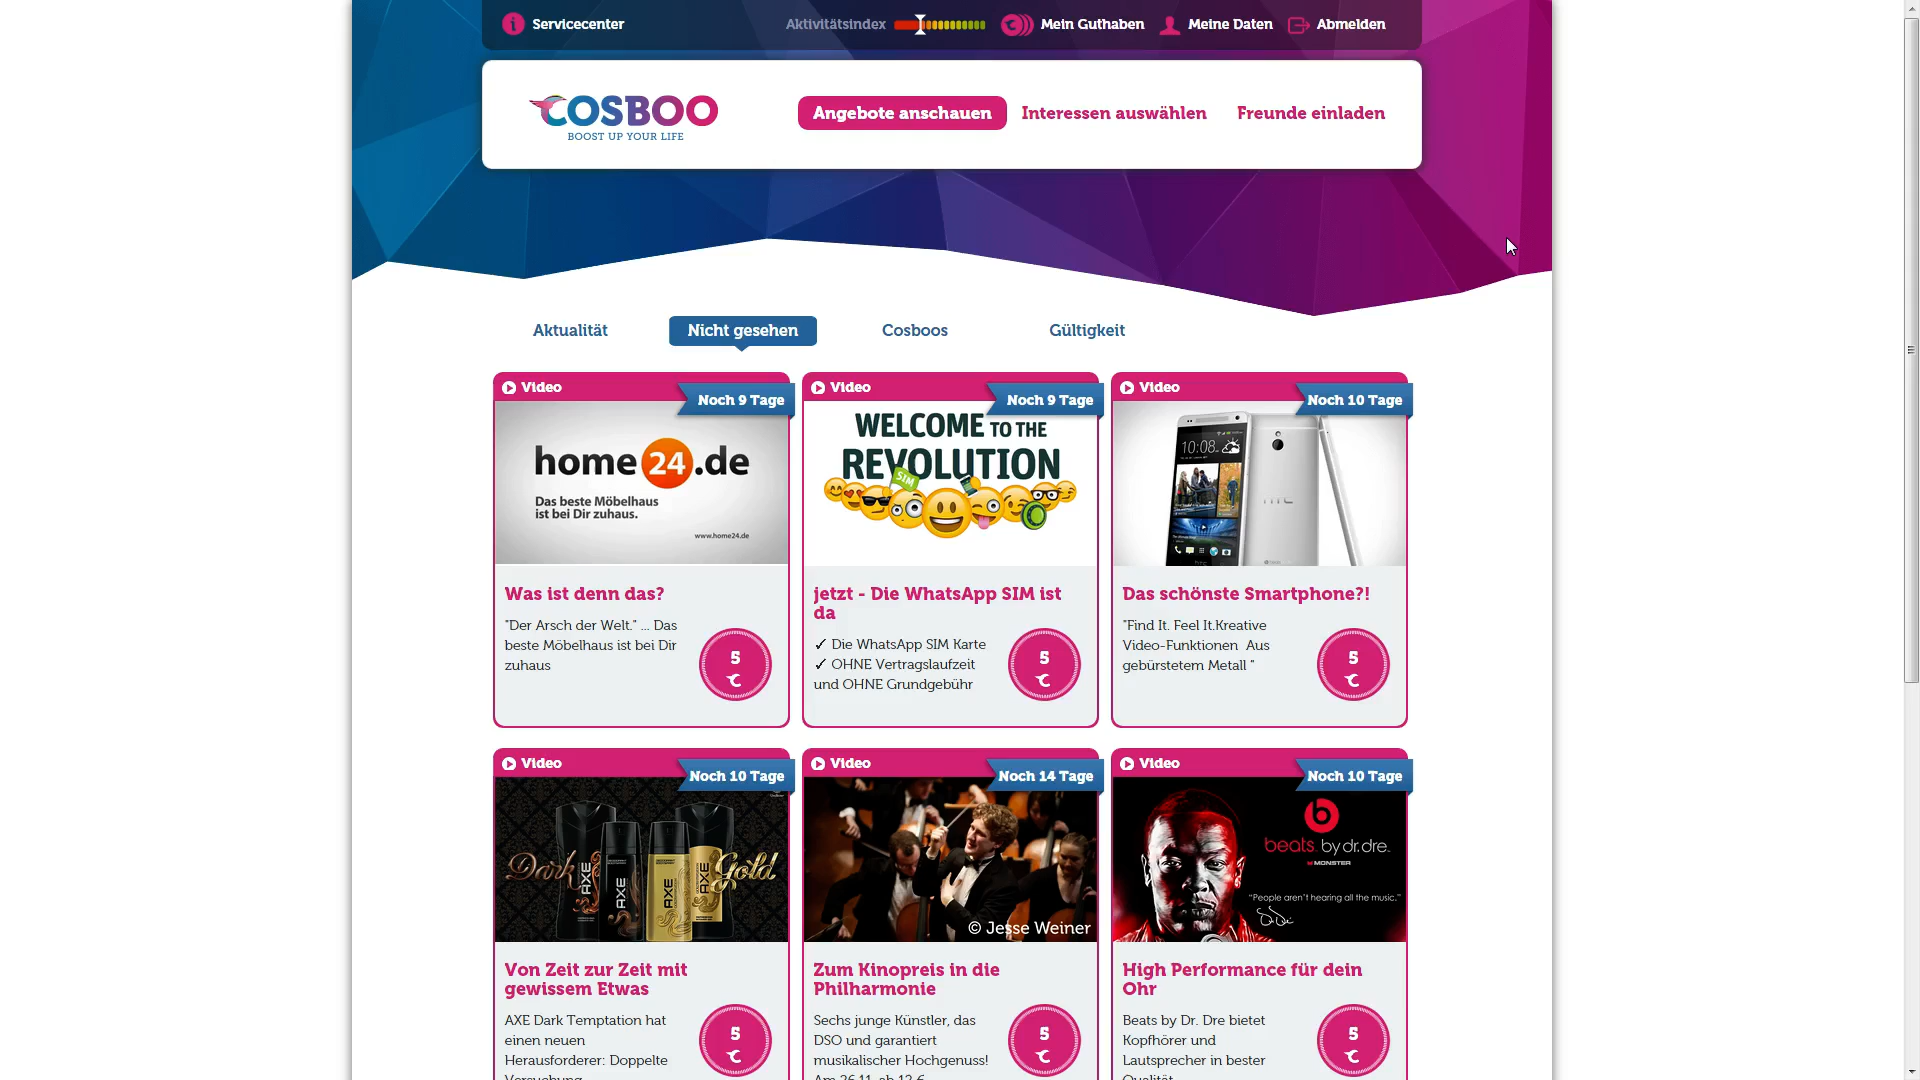 Servicecenter
Aktivitätsindex
Mein Guthaben
Meine Daten
Abmelden
COSBOO
BOOST UP YOUR LIFE
Angebote anschauen
Interessen auswählen
Freunde einladen
Aktualität
Nicht gesehen
Cosboos
Gültigkeit
Video
Noch 9 Tage
home24.de
Das beste Möbelhaus
ist bei Dir zuhaus.
www.home24.de
Was ist denn das?
"Der Arsch der Welt." ... Das
beste Möbelhaus ist bei Dir
zuhaus
5
Video
Noch 9 Tage
WELCOME TO THE
REVOLUTION
SIM
jetzt - Die WhatsApp SIM ist
da
✓ Die WhatsApp SIM Karte
✓ OHNE Vertragslaufzeit
und OHNE Grundgebühr
5
Video
Noch 10 Tage
10:08
hTC
Das schönste Smartphone?!
"Find It. Feel It.Kreative
Video-Funktionen Aus
gebürstetem Metall "
5
Video
Noch 10 Tage
Dark
Gold
AXE
AXE
AXE
AXE
Von Zeit zur Zeit mit
gewissem Etwas
AXE Dark Temptation hat
einen neuen
Herausforderer: Doppelte
Versuchung
5
Video
Noch 14 Tage
© Jesse Weiner
Zum Kinopreis in die
Philharmonie
Sechs junge Künstler, das
DSO und garantiert
musikalischer Hochgenuss!
Am 26.11. ab 12 €
5
Video
Noch 10 Tage
b
beats by dr. dre.
MONSTER
"People aren't hearing all the music."
High Performance für dein
Ohr
Beats by Dr. Dre bietet
Kopfhörer und
Lautsprecher in bester
Qualität
5